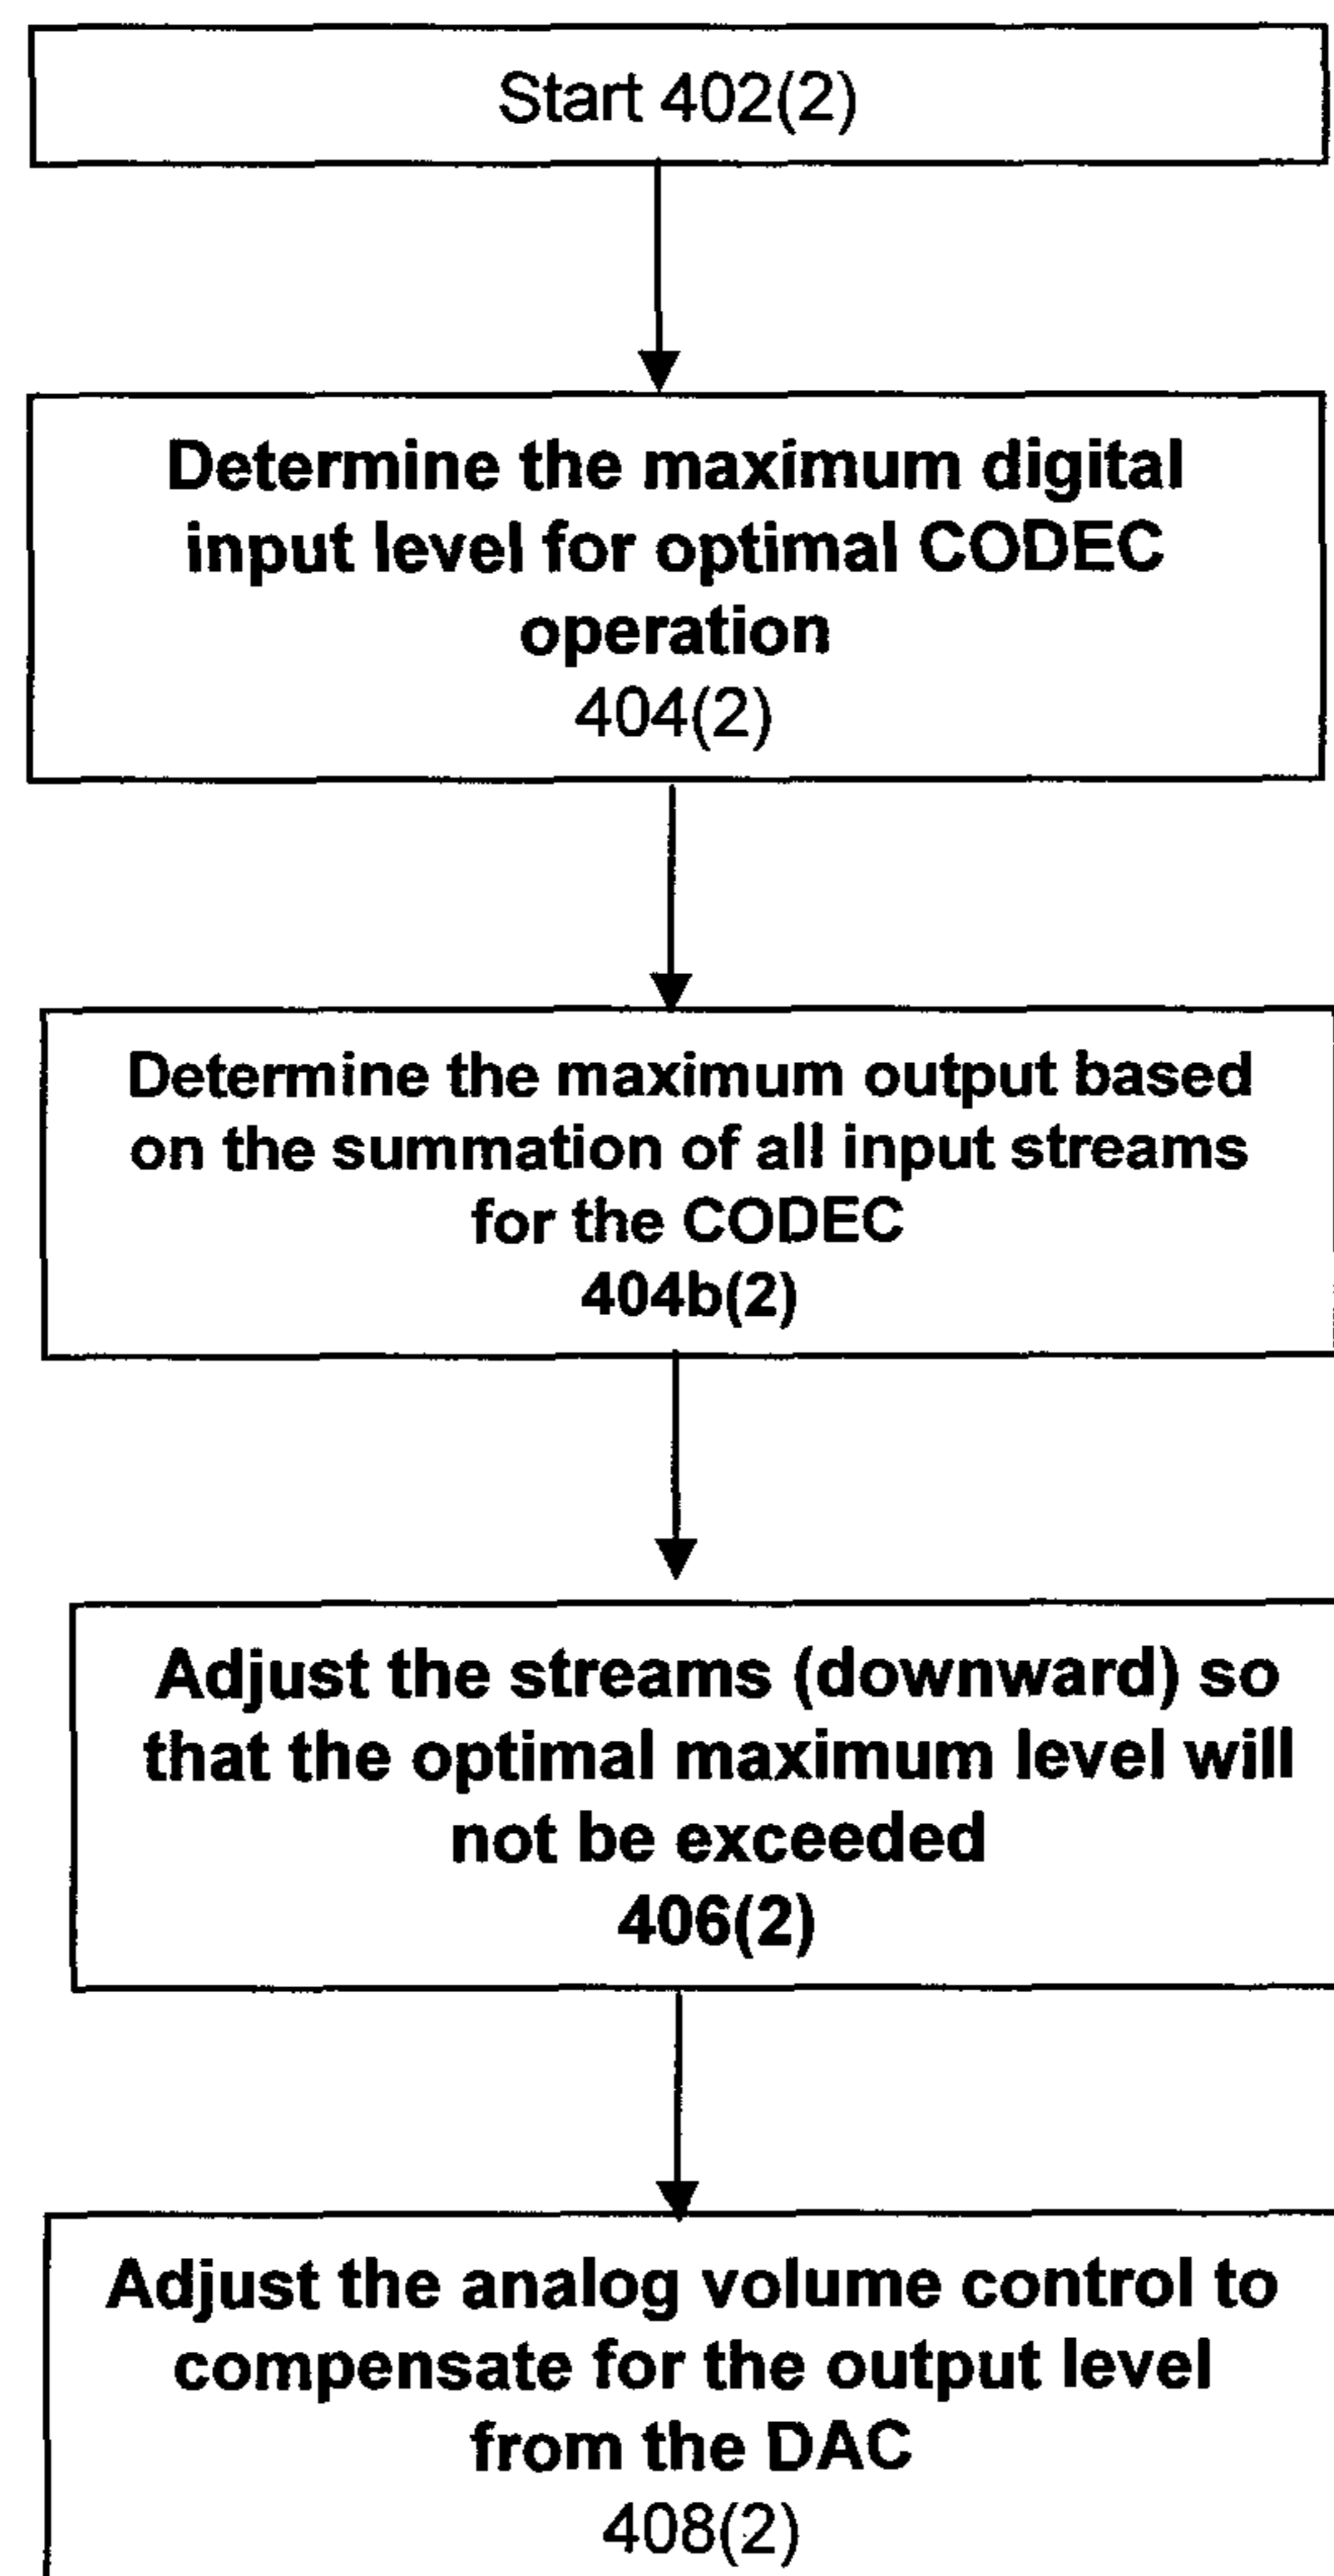 Start 402(2)
Determine the maximum digital
input level for optimal CODEC
operation
404(2)
Determine the maximum output based
on the summation of all input streams
for the CODEC
404b(2)
Adjust the streams (downward) so
that the optimal maximum level will
not be exceeded
406(2)
Adjust the analog volume control to
compensate for the output level
from the DAC
408(2)